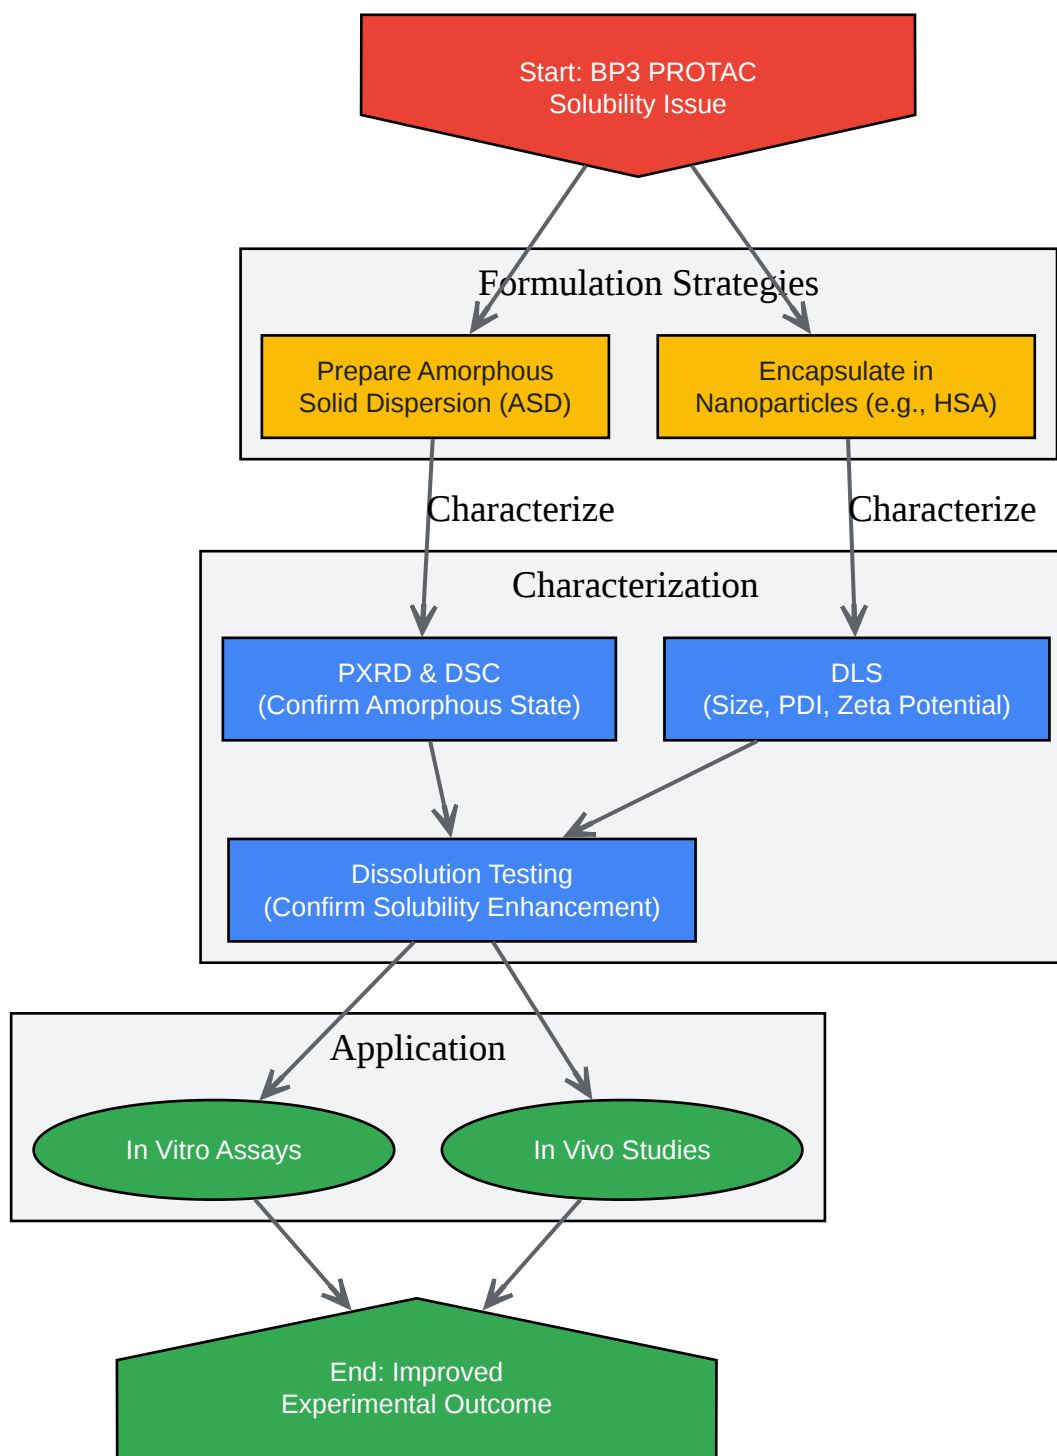 Start: BP3 PROTAC
Solubility Issue
Formulation Strategies
Prepare Amorphous
Solid Dispersion (ASD)
Encapsulate in
Nanoparticles (e.g., HSA)
Characterize
Characterize
Characterization
PXRD & DSC
(Confirm Amorphous State)
DLS
(Size, PDI, Zeta Potential)
Dissolution Testing
(Confirm Solubility Enhancement)
Application
In Vitro Assays
In Vivo Studies
End: Improved
Experimental Outcome